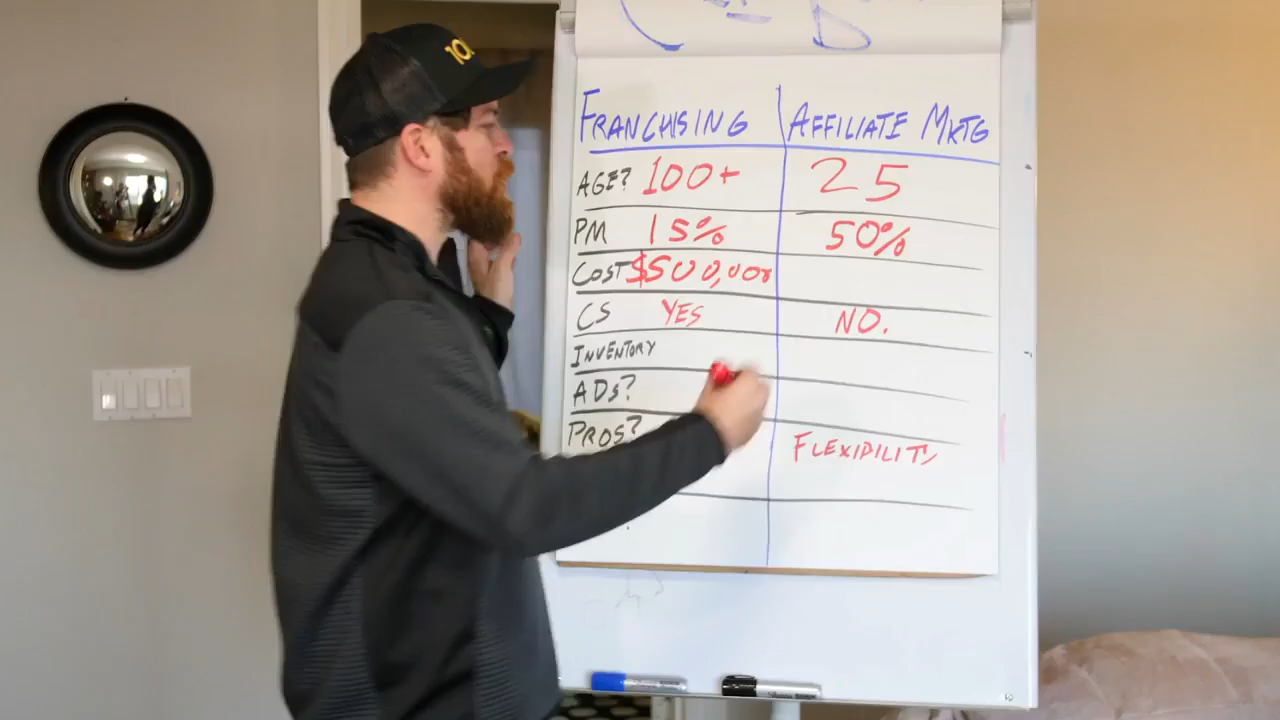 10X
FRANCHISING AFFILIATE MKTG
AGE? 100+ 25
PM 15% 50%
COST $500,000
CS YES NO.
INVENTORY
ADS?
PROS? FLEXIBILITY